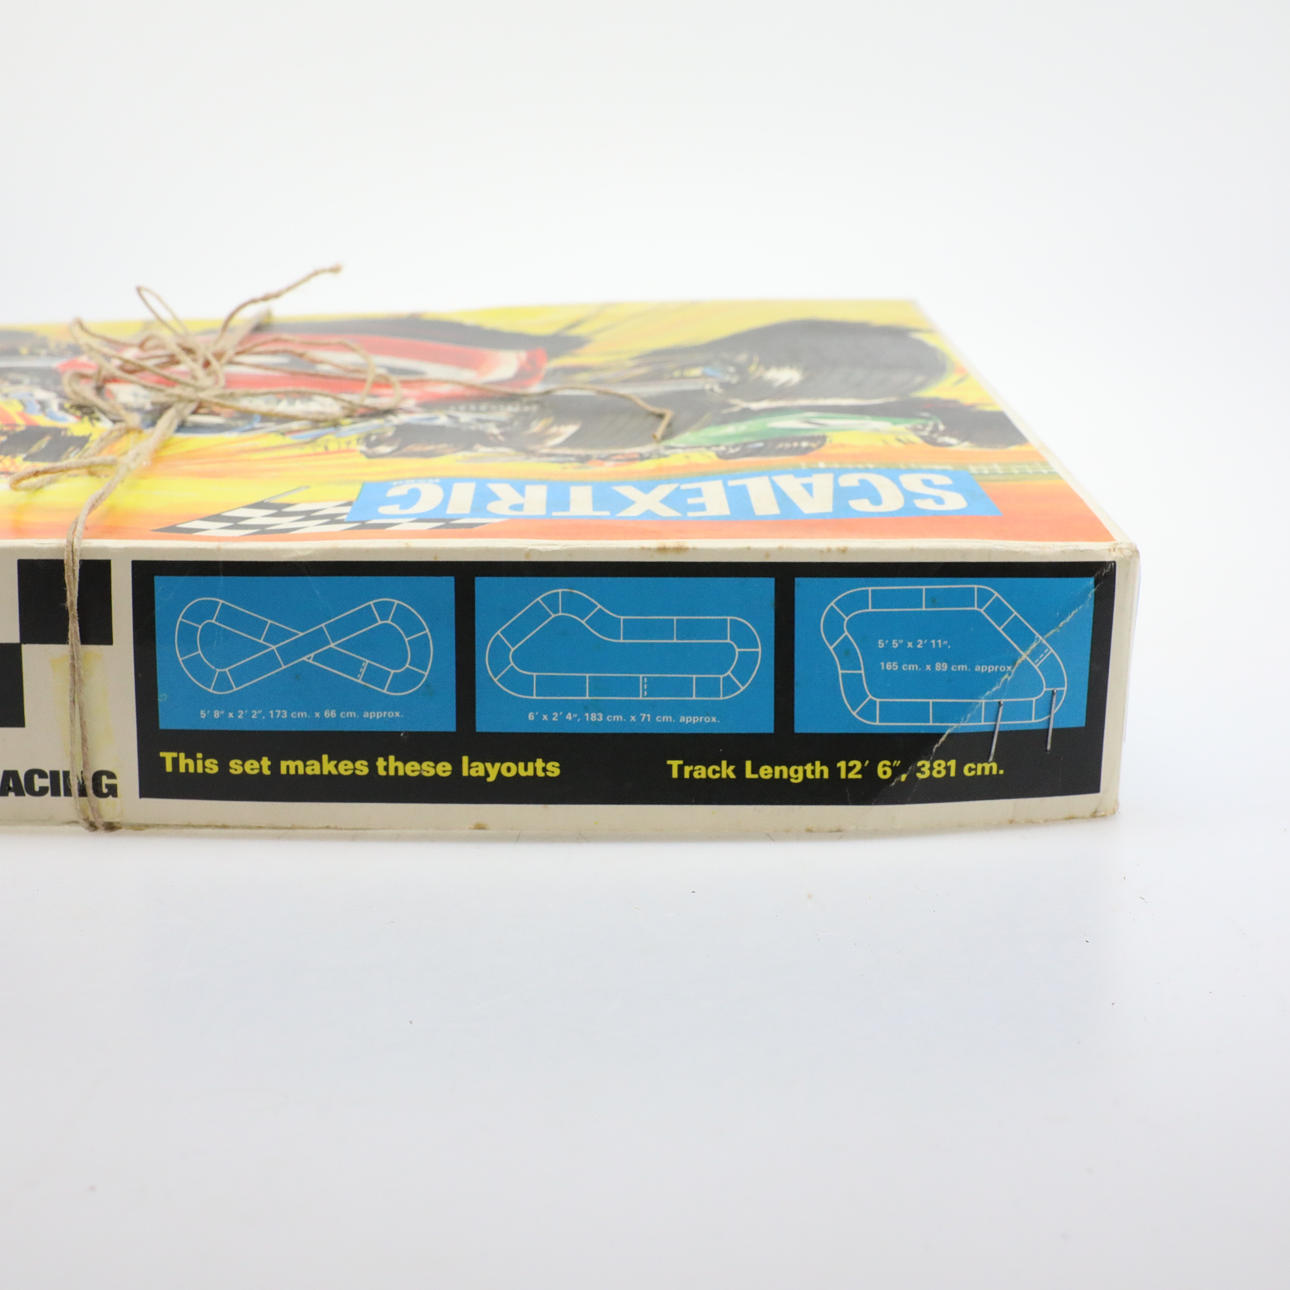 SCALEXTRIC
ACING
5' 8" x 2' 2", 173 cm. x 66 cm. approx.
6' x 2' 4", 183 cm. x 71 cm. approx.
5' 5" x 2' 11",
165 cm. x 89 cm. approx.
This set makes these layouts
Track Length 12' 6", 381 cm.